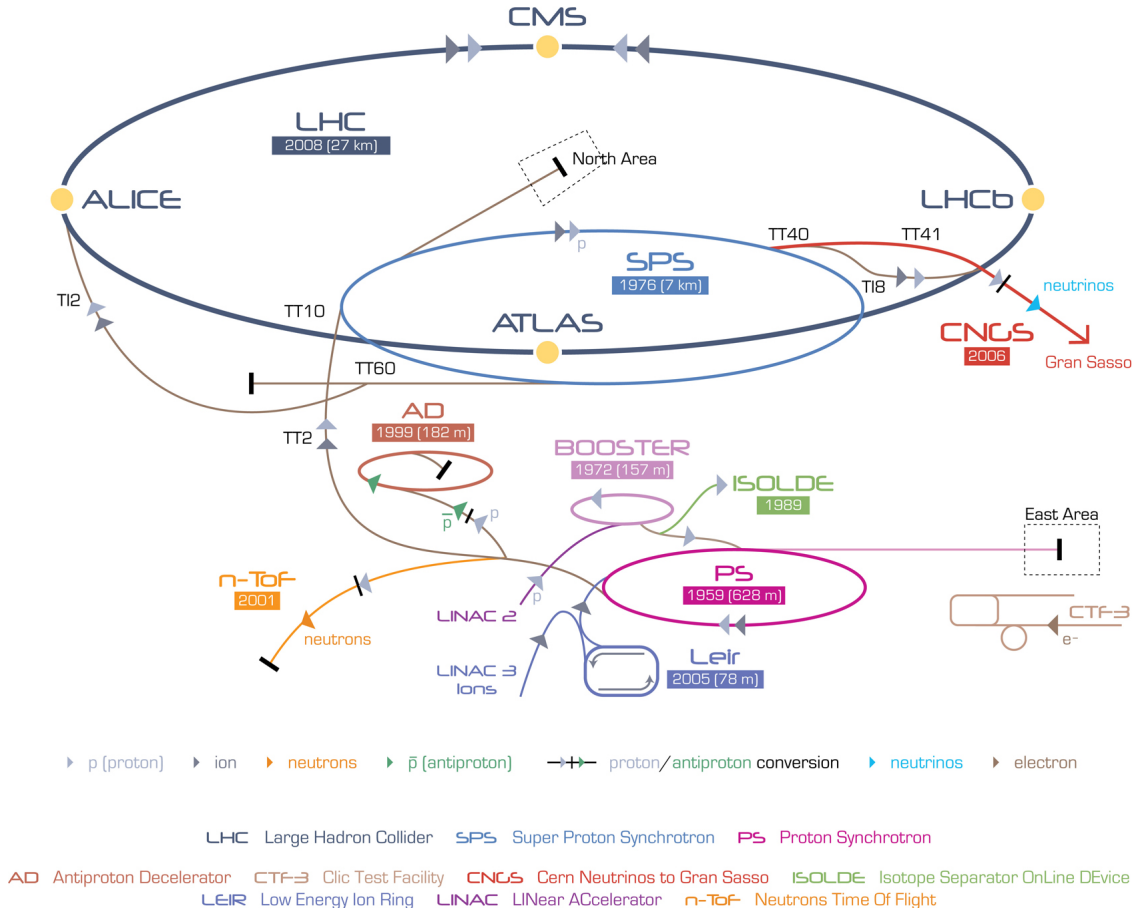 CMS
LHC
2008 (27 km)
North Area
ALICE
LHCb
TT40
TT41
p
SPS
1976 (7 km)
TI8
neutrinos
TI2
TT10
ATLAS
CNGS
2006
Gran Sasso
TT60
AD
1999 (182 m)
TT2
BOOSTER
1972 (157 m)
ISOLDE
1989
p
p̅
East Area
n-ToF
2001
PS
1959 (628 m)
p
LINAC 2
CTF-3
e-
neutrons
LINAC 3
Ions
Leir
2005 (78 m)
p (proton) ion neutrons p̅ (antiproton) proton/antiproton conversion neutrinos electron
LHC Large Hadron Collider SPS Super Proton Synchrotron PS Proton Synchrotron
AD Antiproton Decelerator CTF-3 Clic Test Facility CNGS Cern Neutrinos to Gran Sasso ISOLDE Isotope Separator OnLine DEvice
LEIR Low Energy Ion Ring LINAC LINear ACcelerator n-ToF Neutrons Time Of Flight